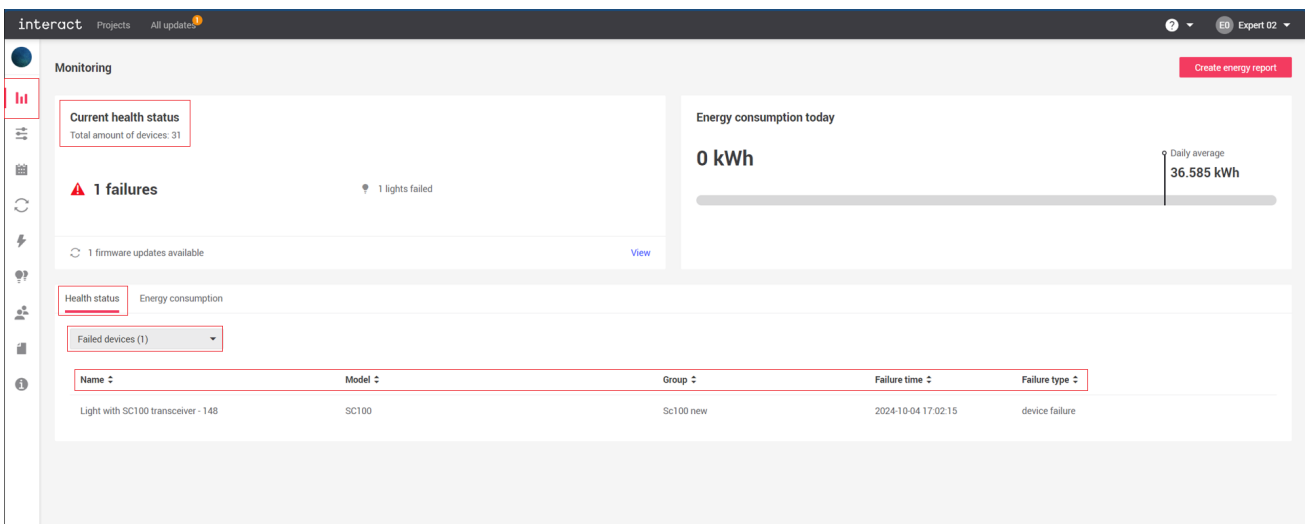 interact Projects All updates 1 ? E0 Expert 02
Monitoring
Create energy report
Current health status
Total amount of devices: 31
1 failures
1 lights failed
1 firmware updates available
View
Energy consumption today
0 kWh
Daily average
36.585 kWh
Health status Energy consumption
Failed devices (1)
Name Model Group Failure time Failure type
Light with SC100 transceiver - 148 SC100 Sc100 new 2024-10-04 17:02:15 device failure